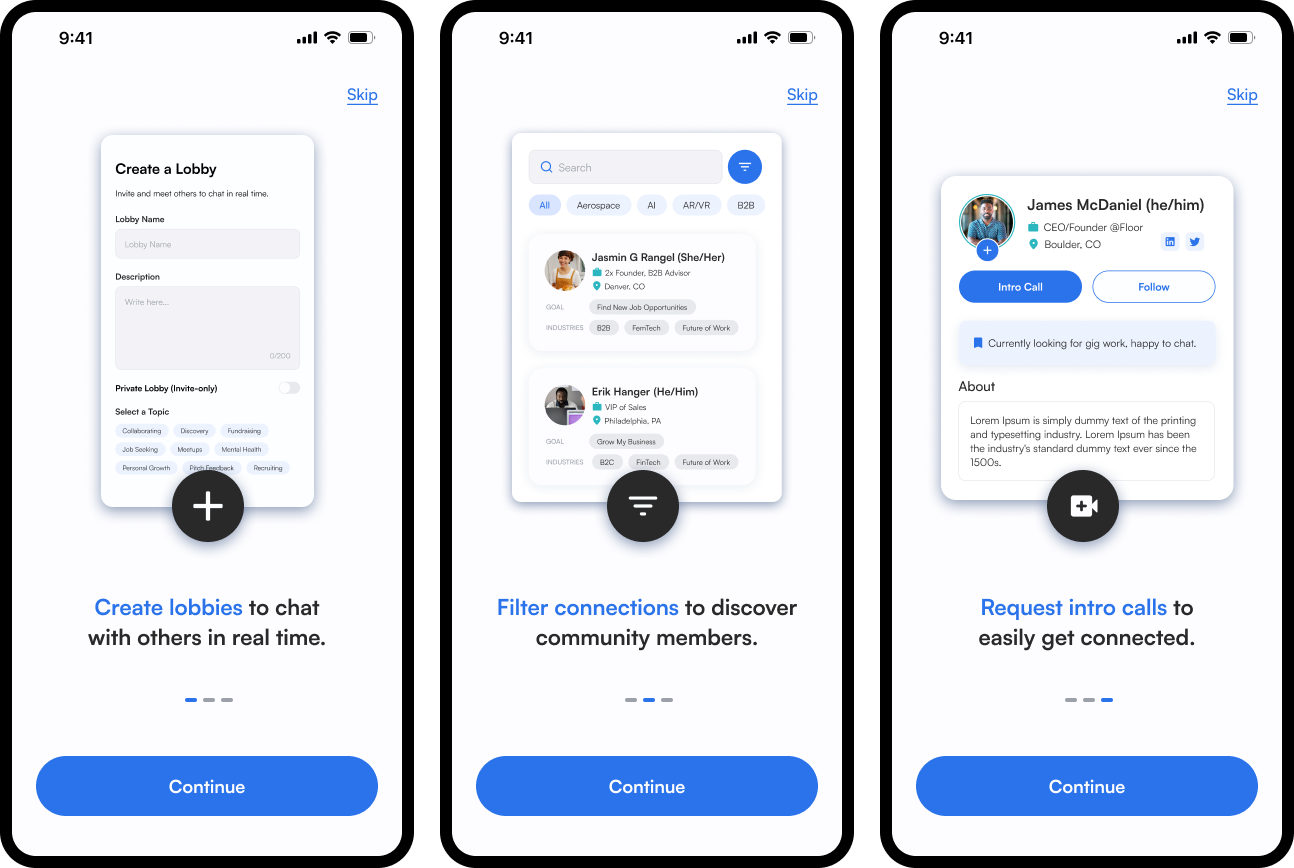 9:41
Skip
Create a Lobby
Invite and meet others to chat in real time.
Lobby Name
Lobby Name
Description
Write here...
0/200
Private Lobby (Invite-only)
Select a Topic
Collaborating Discovery Fundraising
Job Seeking Meetups Mental Health
Personal Growth Pitch Feedback Recruiting
Create lobbies to chat
with others in real time.
Continue
9:41
Skip
Search
All Aerospace AI AR/VR B2B
Jasmin G Rangel (She/Her)
2x Founder, B2B Advisor
Denver, CO
GOAL Find New Job Opportunities
INDUSTRIES B2B FemTech Future of Work
Erik Hanger (He/Him)
VIP of Sales
Philadelphia, PA
GOAL Grow My Business
INDUSTRIES B2C FinTech Future of Work
Filter connections to discover
community members.
Continue
9:41
Skip
James McDaniel (he/him)
CEO/Founder @Floor
Boulder, CO
in
Intro Call Follow
Currently looking for gig work, happy to chat.
About
Lorem Ipsum is simply dummy text of the printing
and typesetting industry. Lorem Ipsum has been
the industry's standard dummy text ever since the
1500s.
Request intro calls to
easily get connected.
Continue